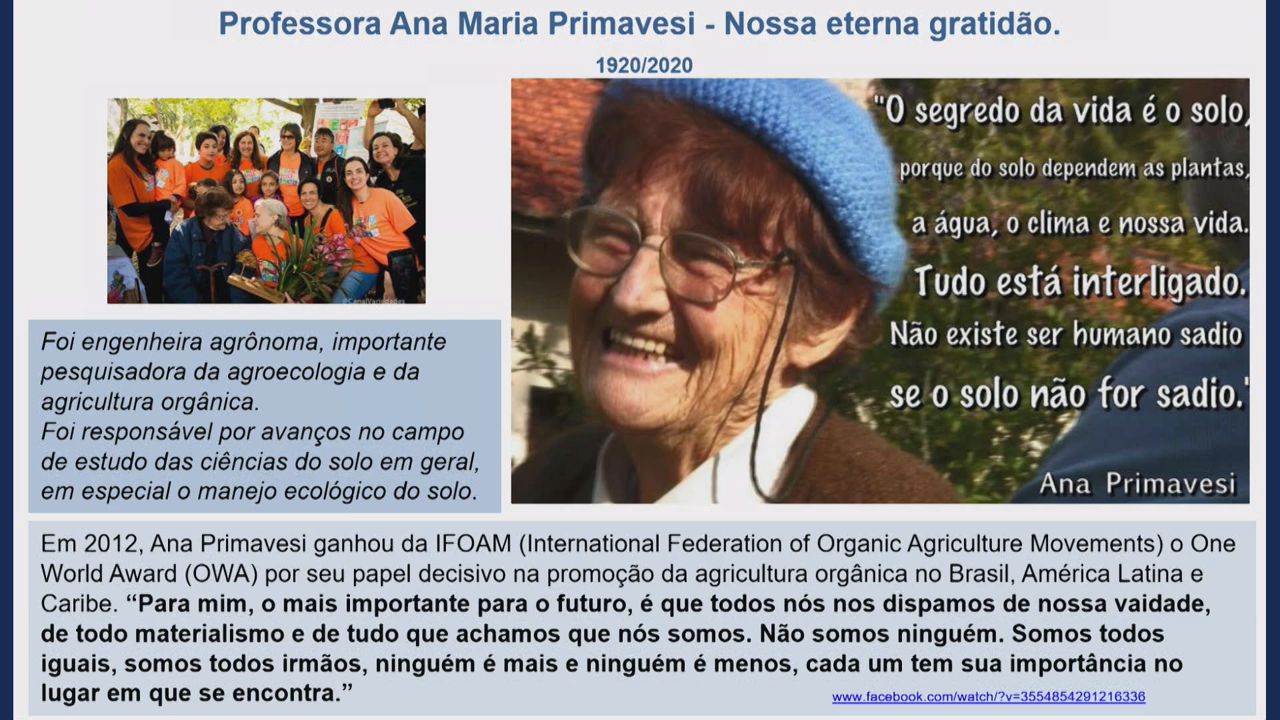 Professora Ana Maria Primavesi - Nossa eterna gratidão.
1920/2020
"O segredo da vida é o solo,
porque do solo dependem as plantas,
a água, o clima e nossa vida.
Tudo está interligado.
Não existe ser humano sadio
se o solo não for sadio.'
Ana Primavesi
@CanalVariedades
Foi engenheira agrônoma, importante
pesquisadora da agroecologia e da
agricultura orgânica.
Foi responsável por avanços no campo
de estudo das ciências do solo em geral,
em especial o manejo ecológico do solo.
Em 2012, Ana Primavesi ganhou da IFOAM (International Federation of Organic Agriculture Movements) o One
World Award (OWA) por seu papel decisivo na promoção da agricultura orgânica no Brasil, América Latina e
Caribe. “Para mim, o mais importante para o futuro, é que todos nós nos dispamos de nossa vaidade,
de todo materialismo e de tudo que achamos que nós somos. Não somos ninguém. Somos todos
iguais, somos todos irmãos, ninguém é mais e ninguém é menos, cada um tem sua importância no
lugar em que se encontra.”
www.facebook.com/watch/?v=3554854291216336